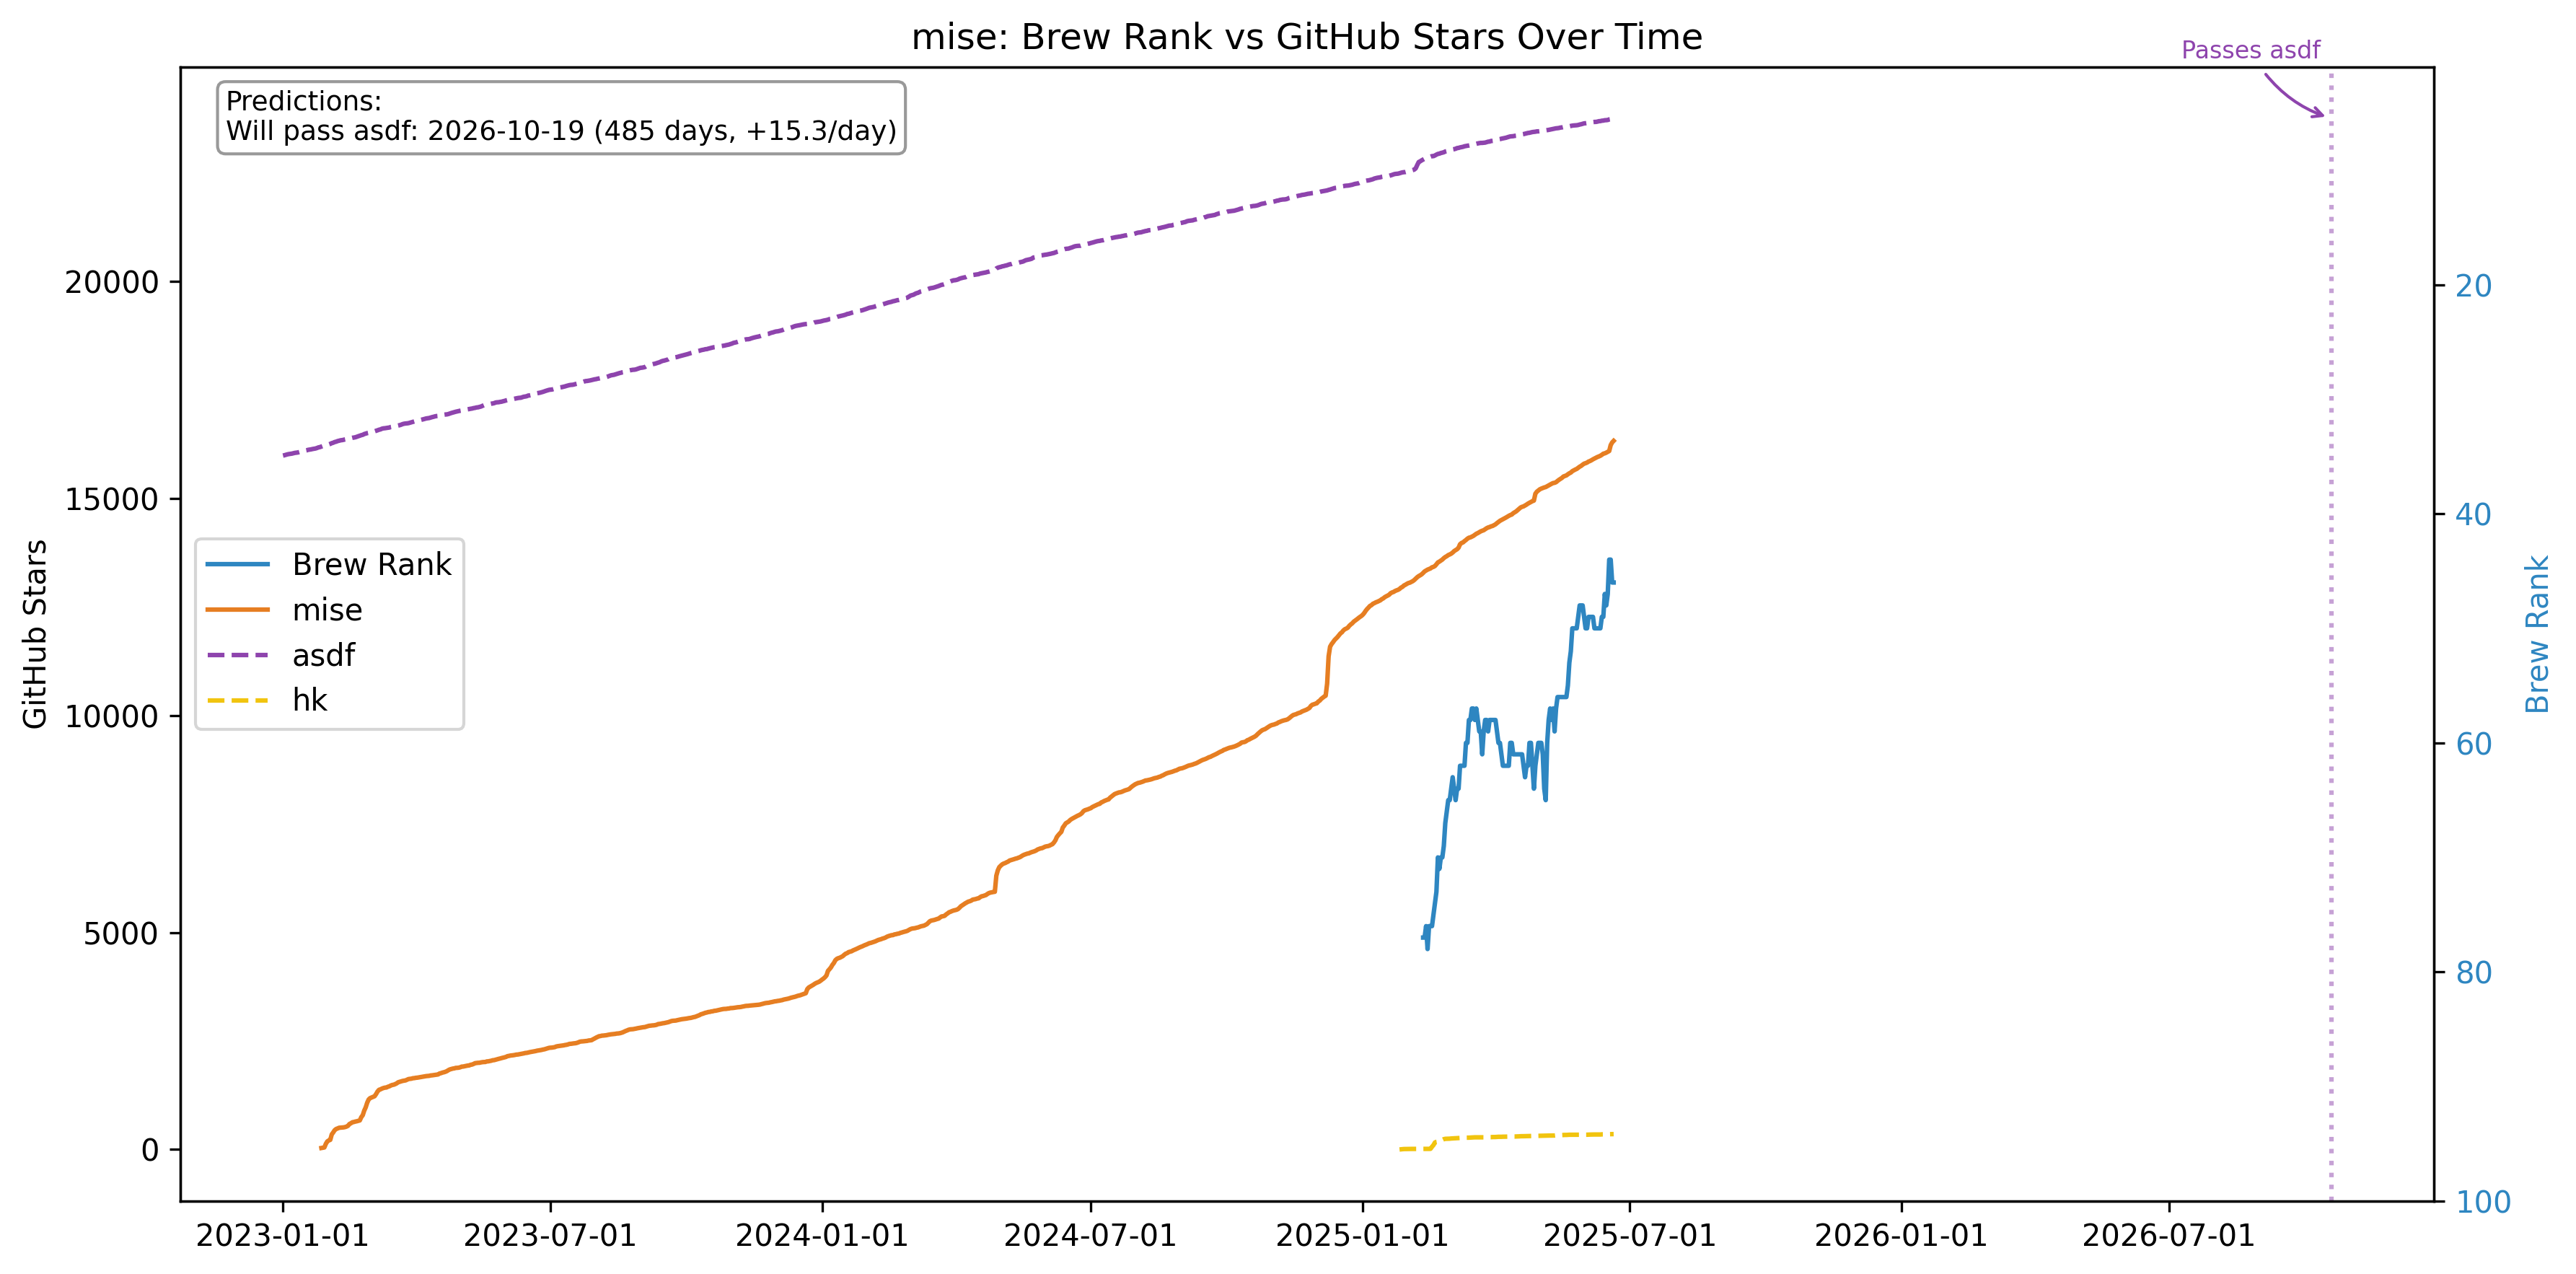 mise: Brew Rank vs GitHub Stars Over Time
Passes asdf
Predictions:
Will pass asdf: 2026-10-19 (485 days, +15.3/day)
GitHub Stars
20000
15000
10000
5000
0
Brew Rank
mise
asdf
hk
20
40
60
80
100
Brew Rank
2023-01-01
2023-07-01
2024-01-01
2024-07-01
2025-01-01
2025-07-01
2026-01-01
2026-07-01